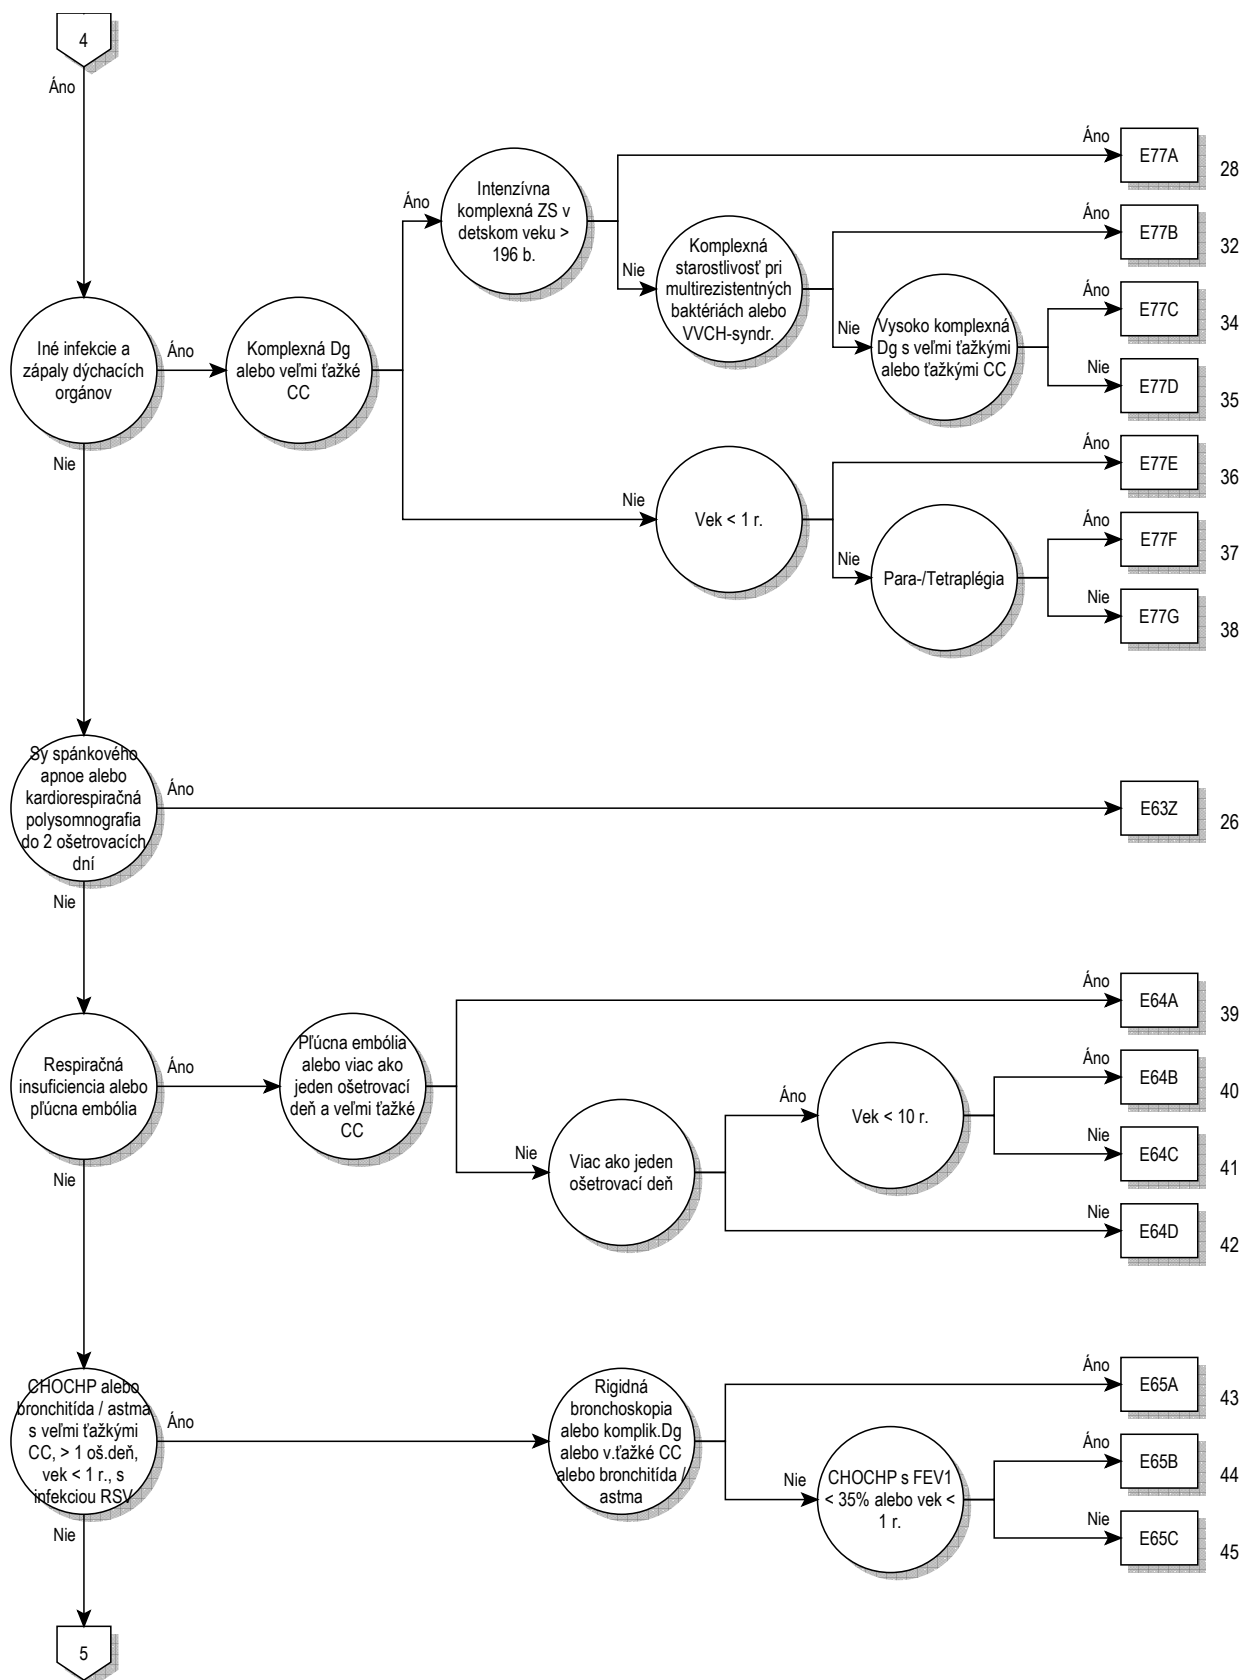 4
Áno
Áno
E77A
28
Intenzívna
komplexná ZS v
detskom veku >
196 b.
Áno
Áno
E77B
32
Nie
Komplexná
starostlivosť pri
multirezistentných
baktériách alebo
VVCH-syndr.
Áno
E77C
34
Nie
Vysoko komplexná
Dg s veľmi ťažkými
alebo ťažkými CC
Nie
E77D
35
Iné infekcie a
zápaly dýchacích
orgánov
Áno
Komplexná Dg
alebo veľmi ťažké
CC
Nie
Áno
E77E
36
Nie
Vek < 1 r.
Áno
E77F
37
Nie
Para-/Tetraplégia
Nie
E77G
38
Sy spánkového
apnoe alebo
kardiorespiračná
polysomnografia
do 2 ošetrovacích
dní
Áno
E63Z
26
Nie
Áno
E64A
39
Respiračná
insuficiencia alebo
pľúcna embólia
Áno
Pľúcna embólia
alebo viac ako
jeden ošetrovací
deň a veľmi ťažké
CC
Áno
Vek < 10 r.
Áno
E64B
40
Nie
Viac ako jeden
ošetrovací deň
Nie
E64C
41
Nie
Nie
E64D
42
CHOCHP alebo
bronchitída / astma
s veľmi ťažkými
CC, > 1 oš.deň,
vek < 1 r., s
infekciou RSV
Áno
Rigidná
bronchoskopia
alebo komplik.Dg
alebo v.ťažké CC
alebo bronchitída /
astma
Áno
E65A
43
Nie
CHOCHP s FEV1
< 35% alebo vek <
1 r.
Áno
E65B
44
Nie
E65C
45
Nie
5